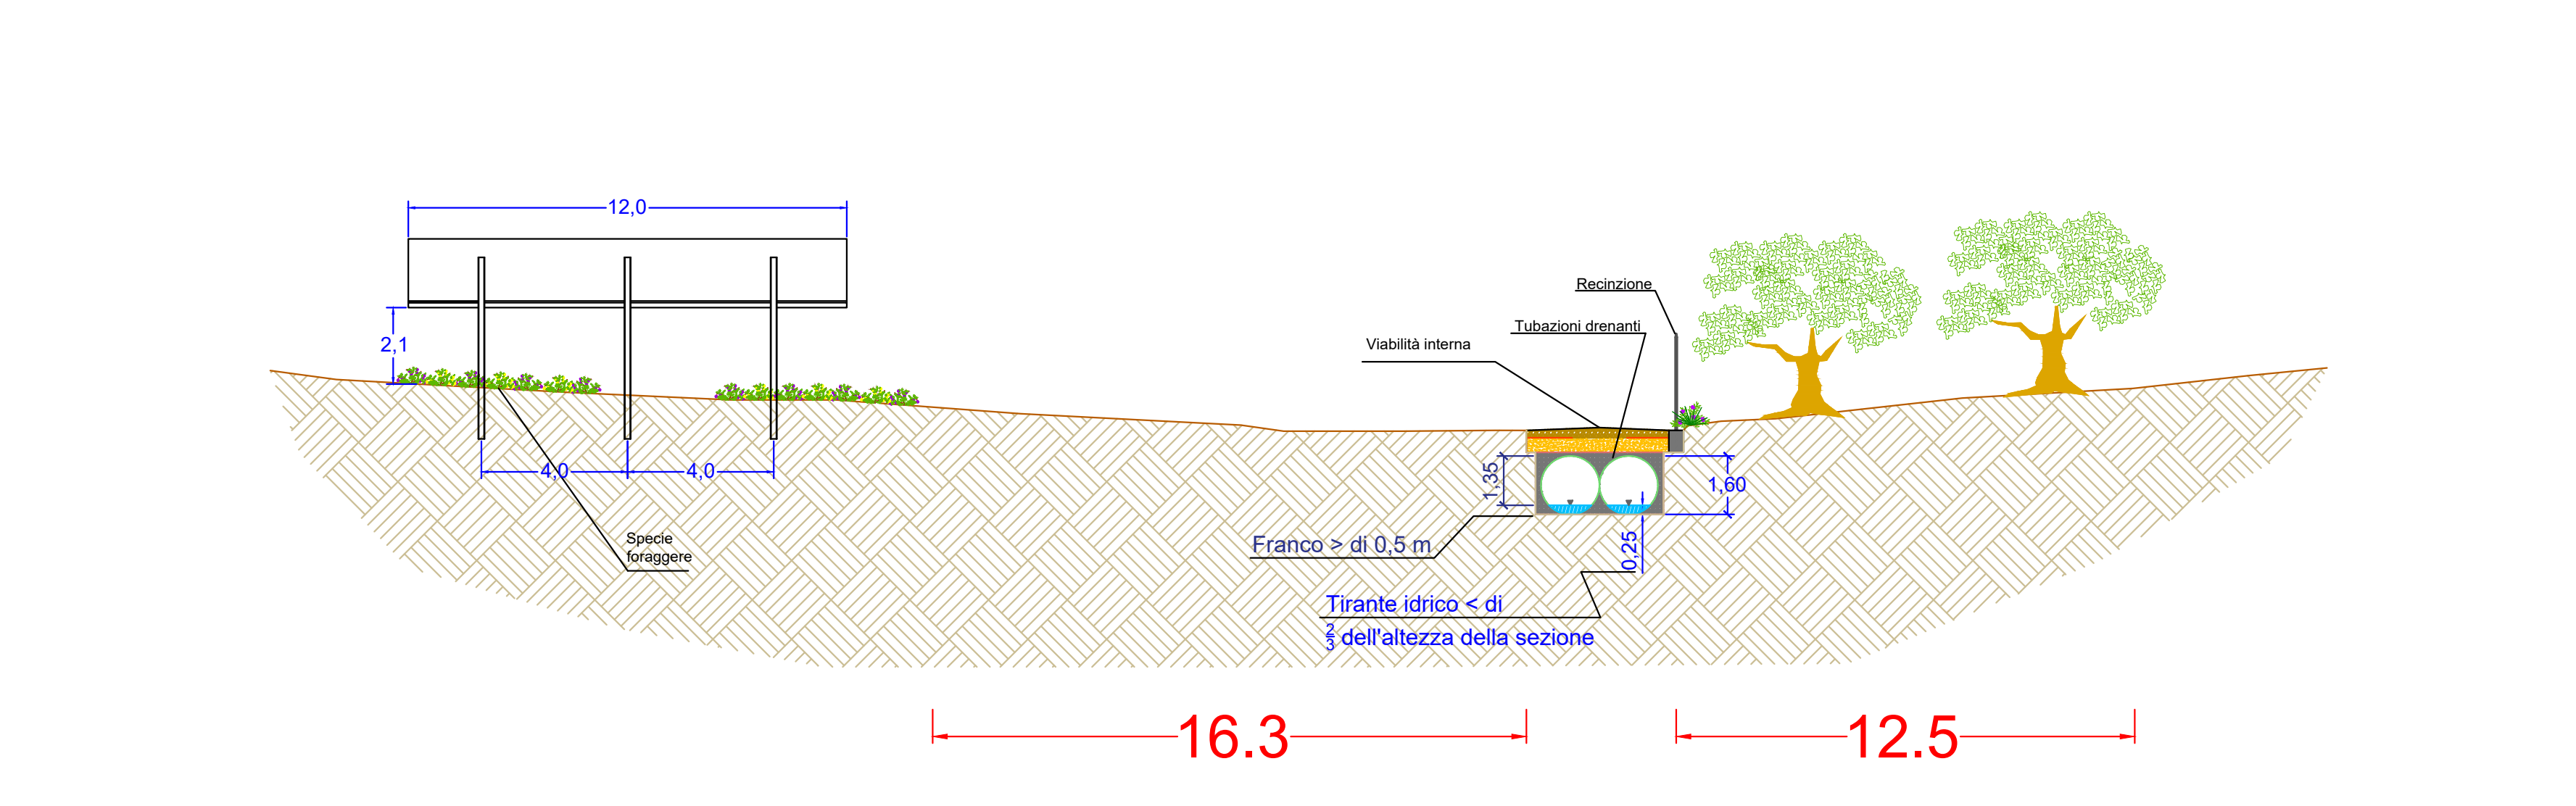 12,0
Recinzione
Tubazioni drenanti
Viabilità interna
2,1
4,0
4,0
1,35
1,60
Specie
foraggere
Franco > di 0,5 m
0,25
Tirante idrico < di
2/3 dell'altezza della sezione
16.3
12.5